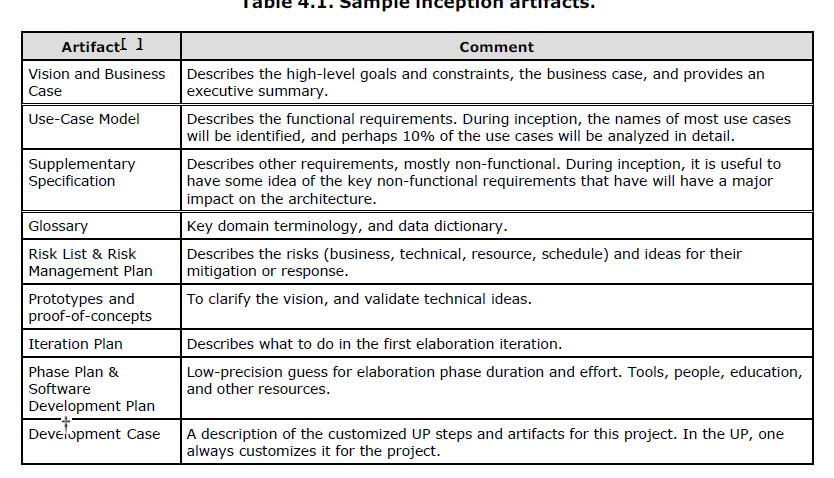 Table 4.1. Sample inception artifacts.
Artifact[ ]
Comment
Vision and Business
Case
Describes the high-level goals and constraints, the business case, and provides an
executive summary.
Use-Case Model
Describes the functional requirements. During inception, the names of most use cases
will be identified, and perhaps 10% of the use cases will be analyzed in detail.
Supplementary
Specification
Describes other requirements, mostly non-functional. During inception, it is useful to
have some idea of the key non-functional requirements that have will have a major
impact on the architecture.
Glossary
Key domain terminology, and data dictionary.
Risk List & Risk
Management Plan
Describes the risks (business, technical, resource, schedule) and ideas for their
mitigation or response.
Prototypes and
proof-of-concepts
To clarify the vision, and validate technical ideas.
Iteration Plan
Describes what to do in the first elaboration iteration.
Phase Plan &
Software
Development Plan
Low-precision guess for elaboration phase duration and effort. Tools, people, education,
and other resources.
†
Development Case
A description of the customized UP steps and artifacts for this project. In the UP, one
always customizes it for the project.